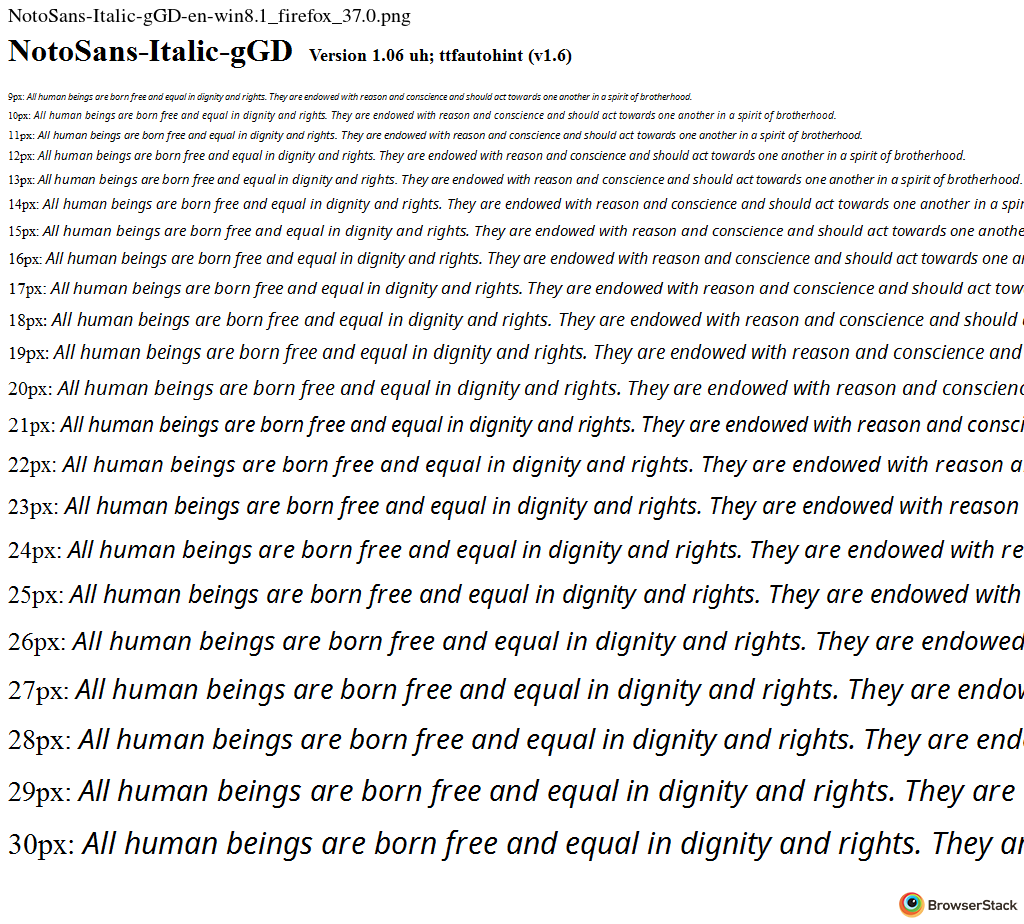 NotoSans-Italic-gGD-en-win8.1_firefox_37.0.png
NotoSans-Italic-gGD Version 1.06 uh; ttfautohint (v1.6)
9px: All human beings are born free and equal in dignity and rights. They are endowed with reason and conscience and should act towards one another in a spirit of brotherhood.
10px: All human beings are born free and equal in dignity and rights. They are endowed with reason and conscience and should act towards one another in a spirit of brotherhood.
11px: All human beings are born free and equal in dignity and rights. They are endowed with reason and conscience and should act towards one another in a spirit of brotherhood.
12px: All human beings are born free and equal in dignity and rights. They are endowed with reason and conscience and should act towards one another in a spirit of brotherhood.
13px: All human beings are born free and equal in dignity and rights. They are endowed with reason and conscience and should act towards one another in a spirit of brotherhood.
14px: All human beings are born free and equal in dignity and rights. They are endowed with reason and conscience and should act towards one another in a spir
15px: All human beings are born free and equal in dignity and rights. They are endowed with reason and conscience and should act towards one anothe
16px: All human beings are born free and equal in dignity and rights. They are endowed with reason and conscience and should act towards one an
17px: All human beings are born free and equal in dignity and rights. They are endowed with reason and conscience and should act tow
18px: All human beings are born free and equal in dignity and rights. They are endowed with reason and conscience and should
19px: All human beings are born free and equal in dignity and rights. They are endowed with reason and conscience and
20px: All human beings are born free and equal in dignity and rights. They are endowed with reason and conscienc
21px: All human beings are born free and equal in dignity and rights. They are endowed with reason and consci
22px: All human beings are born free and equal in dignity and rights. They are endowed with reason a
23px: All human beings are born free and equal in dignity and rights. They are endowed with reason
24px: All human beings are born free and equal in dignity and rights. They are endowed with re
25px: All human beings are born free and equal in dignity and rights. They are endowed with
26px: All human beings are born free and equal in dignity and rights. They are endowed
27px: All human beings are born free and equal in dignity and rights. They are endow
28px: All human beings are born free and equal in dignity and rights. They are end
29px: All human beings are born free and equal in dignity and rights. They are
30px: All human beings are born free and equal in dignity and rights. They ar
BrowserStack